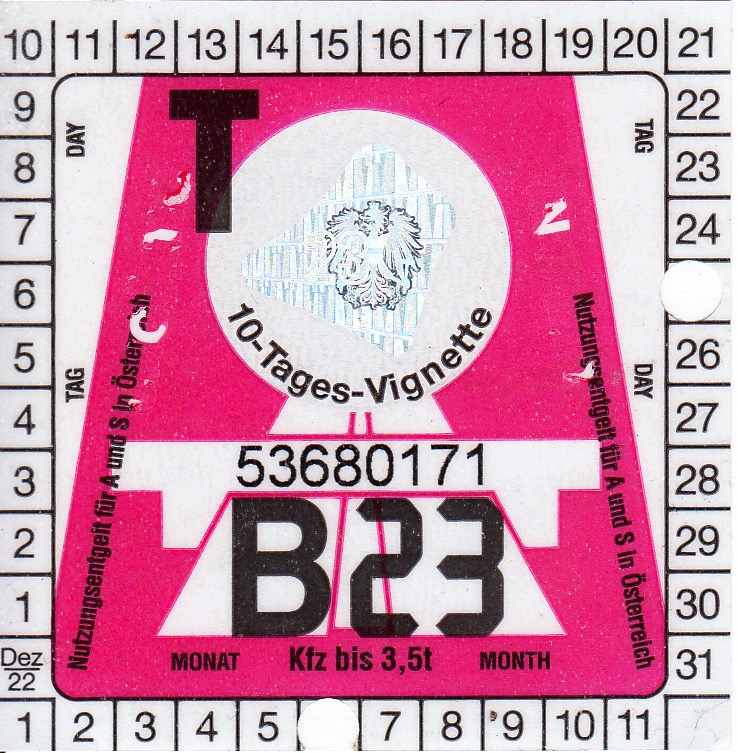 10 11 12 13 14 15 16 17 18 19 20 21
9 22
8 23
7 24
6
5 26
4 27
3 28
2 29
1 30
Dez 22 31
1 2 3 4 5 7 8 9 10 11
DAY
TAG
T
10-Tages-Vignette
TAG
DAY
Nutzungsentgelt für A und S in Österreich
Nutzungsentgelt für A und S in Österreich
53680171
B23
MONAT Kfz bis 3,5t MONTH